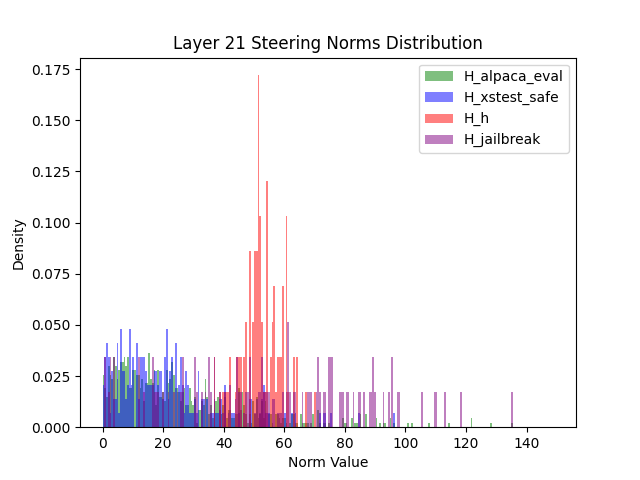 Layer 21 Steering Norms Distribution
H_alpaca_eval
H_xstest_safe
H_h
H_jailbreak
0.175
0.150
0.125
0.100
0.075
0.050
0.025
0.000
Density
0 20 40 60 80 100 120 140
Norm Value